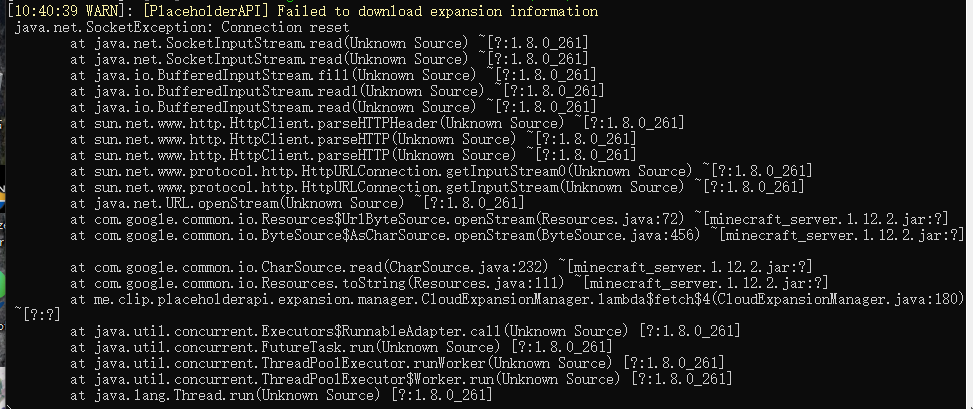 [10:40:39 WARN]: [PlaceholderAPI] Failed to download expansion information
java.net.SocketException: Connection reset
at java.net.SocketInputStream.read(Unknown Source) ~[?:1.8.0_261]
at java.net.SocketInputStream.read(Unknown Source) ~[?:1.8.0_261]
at java.io.BufferedInputStream.fill(Unknown Source) ~[?:1.8.0_261]
at java.io.BufferedInputStream.read1(Unknown Source) ~[?:1.8.0_261]
at java.io.BufferedInputStream.read(Unknown Source) ~[?:1.8.0_261]
at sun.net.www.http.HttpClient.parseHTTPHeader(Unknown Source) ~[?:1.8.0_261]
at sun.net.www.http.HttpClient.parseHTTP(Unknown Source) ~[?:1.8.0_261]
at sun.net.www.http.HttpClient.parseHTTP(Unknown Source) ~[?:1.8.0_261]
at sun.net.www.protocol.http.HttpURLConnection.getInputStream0(Unknown Source) ~[?:1.8.0_261]
at sun.net.www.protocol.http.HttpURLConnection.getInputStream(Unknown Source) ~[?:1.8.0_261]
at java.net.URL.openStream(Unknown Source) ~[?:1.8.0_261]
at com.google.common.io.Resources$UrlByteSource.openStream(Resources.java:72) ~[minecraft_server.1.12.2.jar:?]
at com.google.common.io.ByteSource$AsCharSource.openStream(ByteSource.java:456) ~[minecraft_server.1.12.2.jar:?]
at com.google.common.io.CharSource.read(CharSource.java:232) ~[minecraft_server.1.12.2.jar:?]
at com.google.common.io.Resources.toString(Resources.java:111) ~[minecraft_server.1.12.2.jar:?]
at me.clip.placeholderapi.expansion.manager.CloudExpansionManager.lambda$fetch$4(CloudExpansionManager.java:180)
~[?:?]
at java.util.concurrent.Executors$RunnableAdapter.call(Unknown Source) [?:1.8.0_261]
at java.util.concurrent.FutureTask.run(Unknown Source) [?:1.8.0_261]
at java.util.concurrent.ThreadPoolExecutor.runWorker(Unknown Source) [?:1.8.0_261]
at java.util.concurrent.ThreadPoolExecutor$Worker.run(Unknown Source) [?:1.8.0_261]
at java.lang.Thread.run(Unknown Source) [?:1.8.0_261]